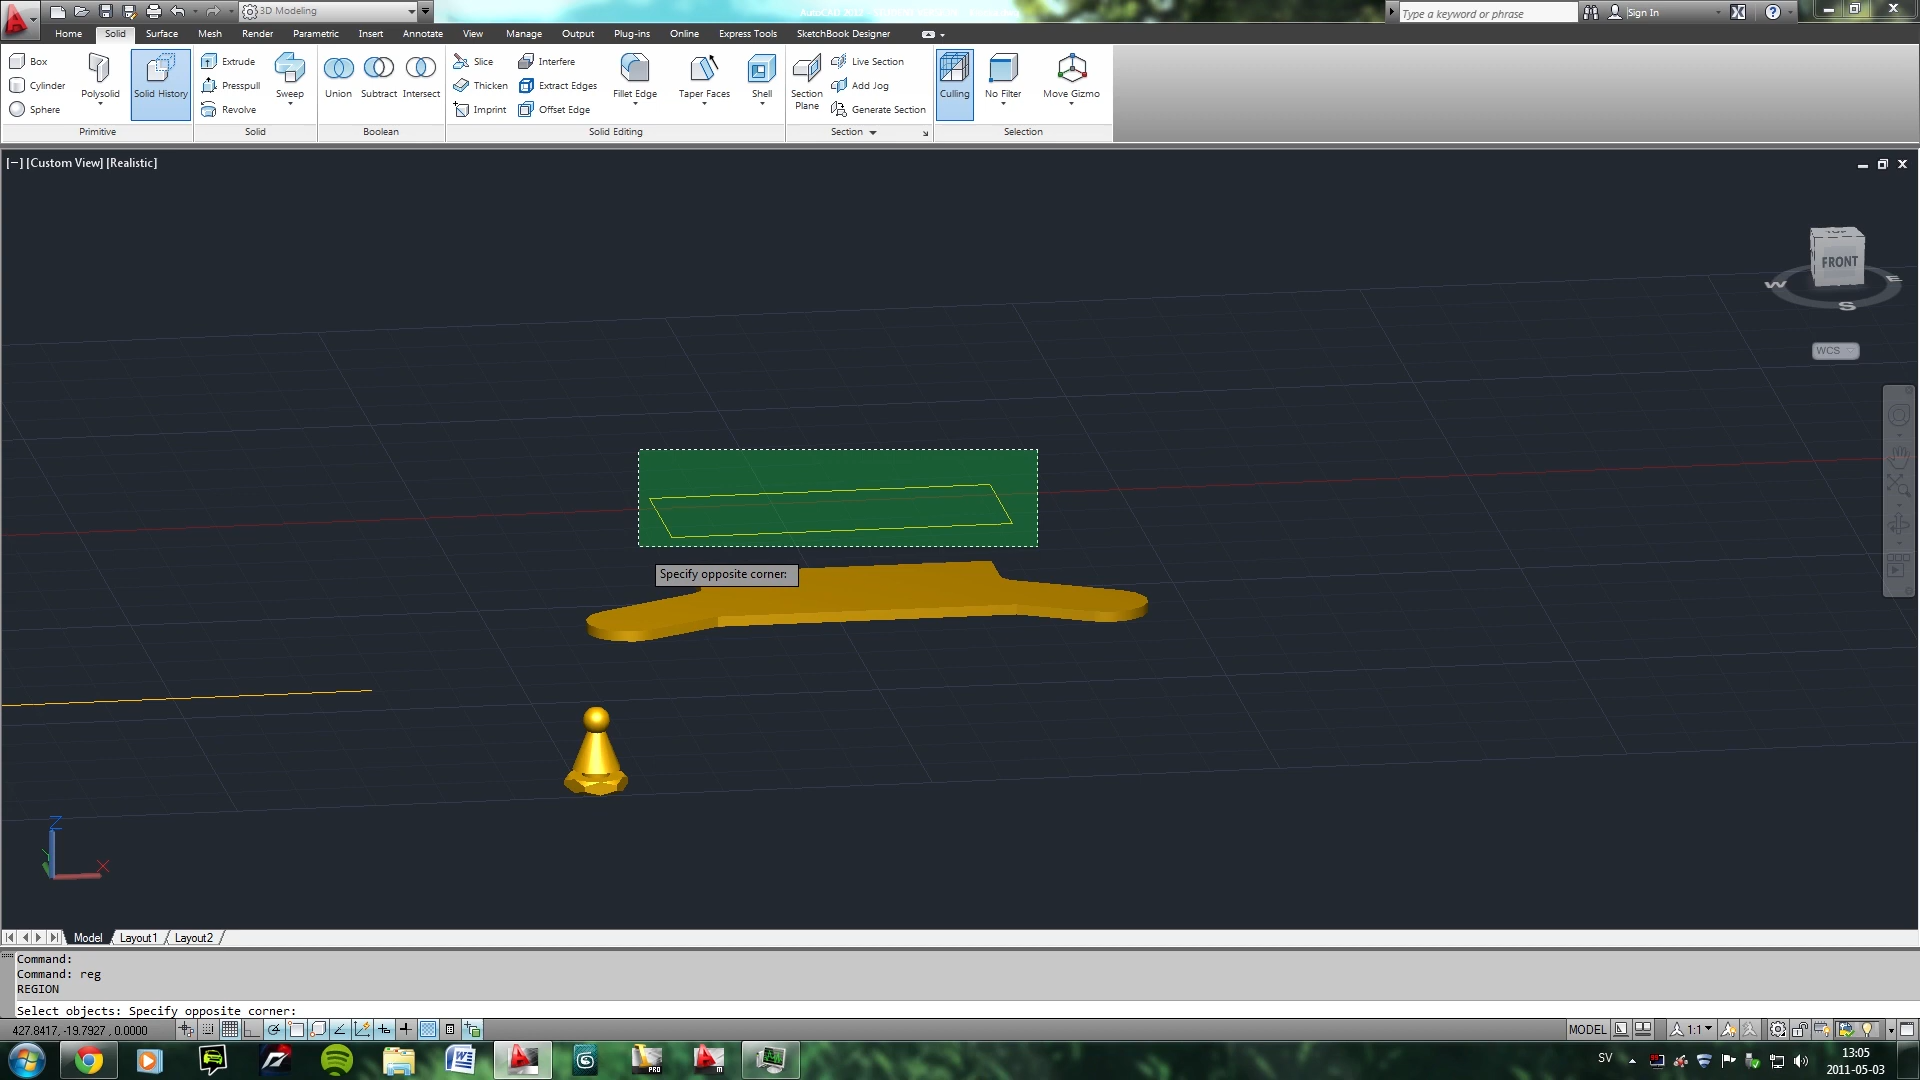 3D Modeling
AutoCAD 2012
Type a keyword or phrase
Sign In
Home Solid Surface Mesh Render Parametric Insert Annotate View Manage Output Plug-ins Online Express Tools SketchBook Designer
Box
Cylinder
Sphere
Polysolid
Solid History
Extrude
Presspull
Revolve
Sweep
Union
Subtract
Intersect
Slice
Thicken
Imprint
Interfere
Extract Edges
Offset Edge
Fillet Edge
Taper Faces
Shell
Section
Plane
Live Section
Add Jog
Generate Section
Culling
No Filter
Move Gizmo
Primitive
Solid
Boolean
Solid Editing
Section
Selection
[−] [Custom View] [Realistic]
TOP
FRONT
W
E
S
WCS
Specify opposite corner:
Z
X
Model Layout1 Layout2
Command:
Command: reg
REGION
Select objects: Specify opposite corner:
427.8417, -19.7927 , 0.0000
MODEL
1:1
PRO
SV
13:05
2011-05-03